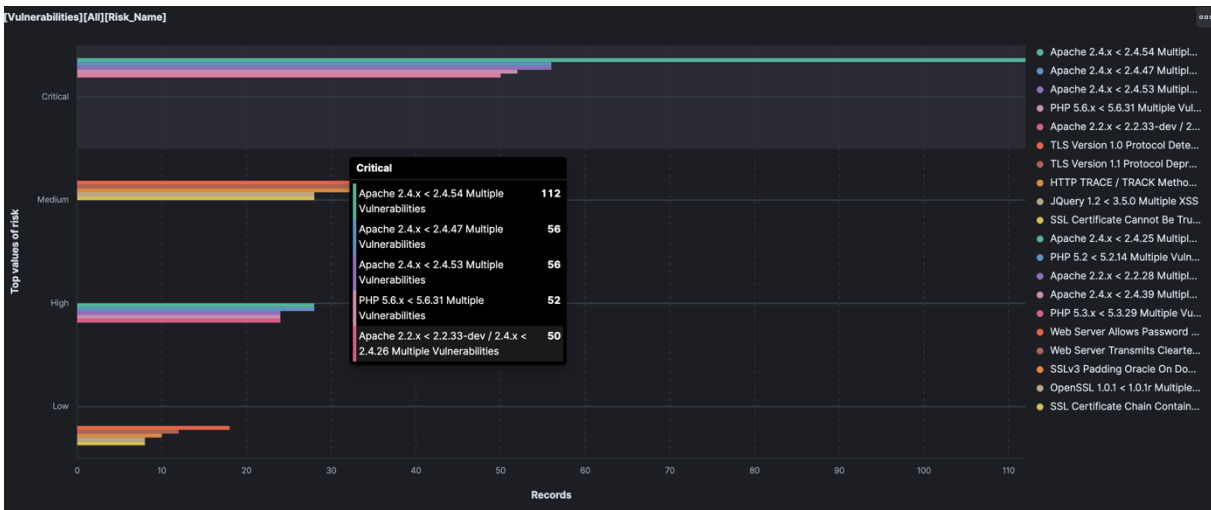 [Vulnerabilities][All][Risk_Name]
Top values of risk
Critical
Medium
High
Low
0 10 20 30 40 50 60 70 80 90 100 110
Records
Critical
Apache 2.4.x < 2.4.54 Multiple 112
Vulnerabilities
Apache 2.4.x < 2.4.47 Multiple 56
Vulnerabilities
Apache 2.4.x < 2.4.53 Multiple 56
Vulnerabilities
PHP 5.6.x < 5.6.31 Multiple 52
Vulnerabilities
Apache 2.2.x < 2.2.33-dev / 2.4.x < 50
2.4.26 Multiple Vulnerabilities
Apache 2.4.x < 2.4.54 Multipl...
Apache 2.4.x < 2.4.47 Multipl...
Apache 2.4.x < 2.4.53 Multipl...
PHP 5.6.x < 5.6.31 Multiple Vul...
Apache 2.2.x < 2.2.33-dev / 2...
TLS Version 1.0 Protocol Dete...
TLS Version 1.1 Protocol Depr...
HTTP TRACE / TRACK Metho...
JQuery 1.2 < 3.5.0 Multiple XSS
SSL Certificate Cannot Be Tru...
Apache 2.4.x < 2.4.25 Multipl...
PHP 5.2 < 5.2.14 Multiple Vuln...
Apache 2.2.x < 2.2.28 Multipl...
Apache 2.4.x < 2.4.39 Multipl...
PHP 5.3.x < 5.3.29 Multiple Vu...
Web Server Allows Password ...
Web Server Transmits Clearte...
SSLv3 Padding Oracle On Do...
OpenSSL 1.0.1 < 1.0.1r Multiple...
SSL Certificate Chain Contain...